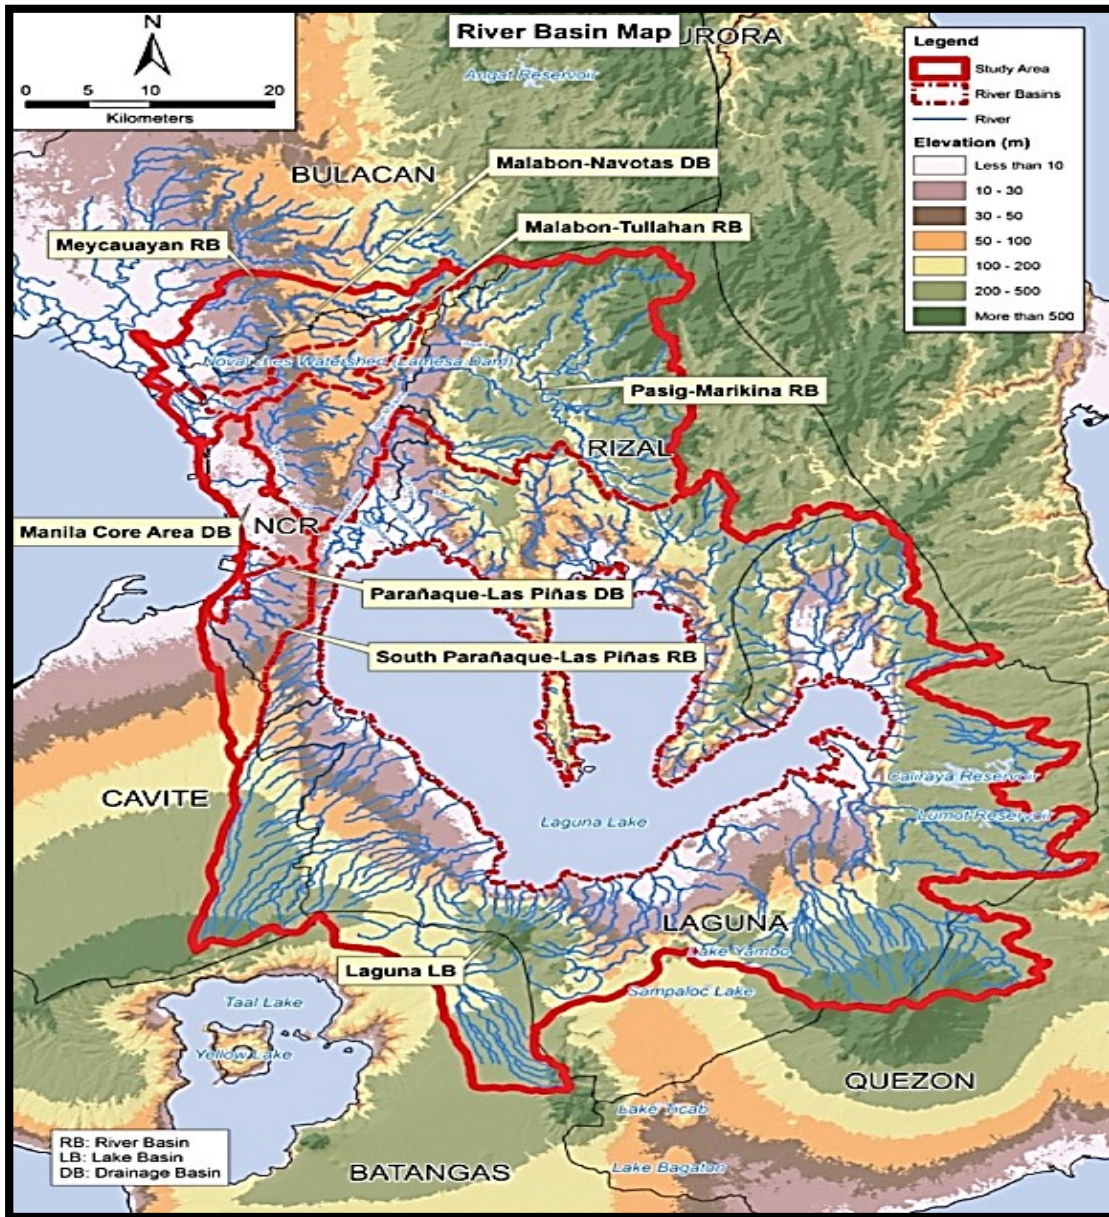 N
0 5 10 20
Kilometers
River Basin Map
URORA
Angat Reservoir
Legend
Study Area
River Basins
River
Elevation (m)
Less than 10
10 - 30
30 - 50
50 - 100
100 - 200
200 - 500
More than 500
BULACAN
Malabon-Navotas DB
Malabon-Tullahan RB
Meycauayan RB
Watershed (Lamesa Dam)
Pasig-Marikina RB
RIZAL
Manila Core Area DB
NCR
Parañaque-Las Piñas DB
South Parañaque-Las Piñas RB
CAVITE
Caliraya Reservoir
Lumot Reservoir
Laguna Lake
LAGUNA
Lake Yambo
Laguna LB
Sampaloc Lake
Taal Lake
Yellow Lake
QUEZON
Lake Ticab
BATANGAS
Lake Bagaton
RB: River Basin
LB: Lake Basin
DB: Drainage Basin